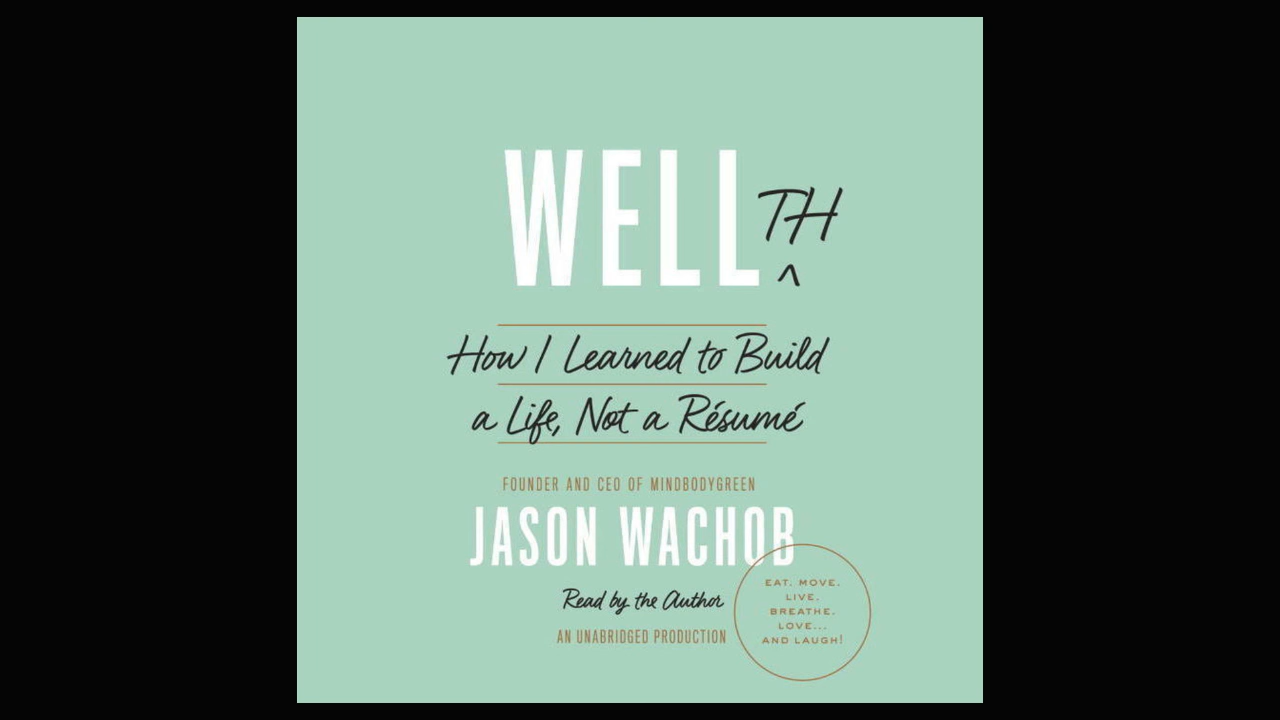 WELL TH
^
How I Learned to Build
a Life, Not a Résumé
FOUNDER AND CEO OF MINDBODYGREEN
JASON WACHOB
Read by the Author
AN UNABRIDGED PRODUCTION
EAT. MOVE.
LIVE.
BREATHE.
LOVE...
AND LAUGH!